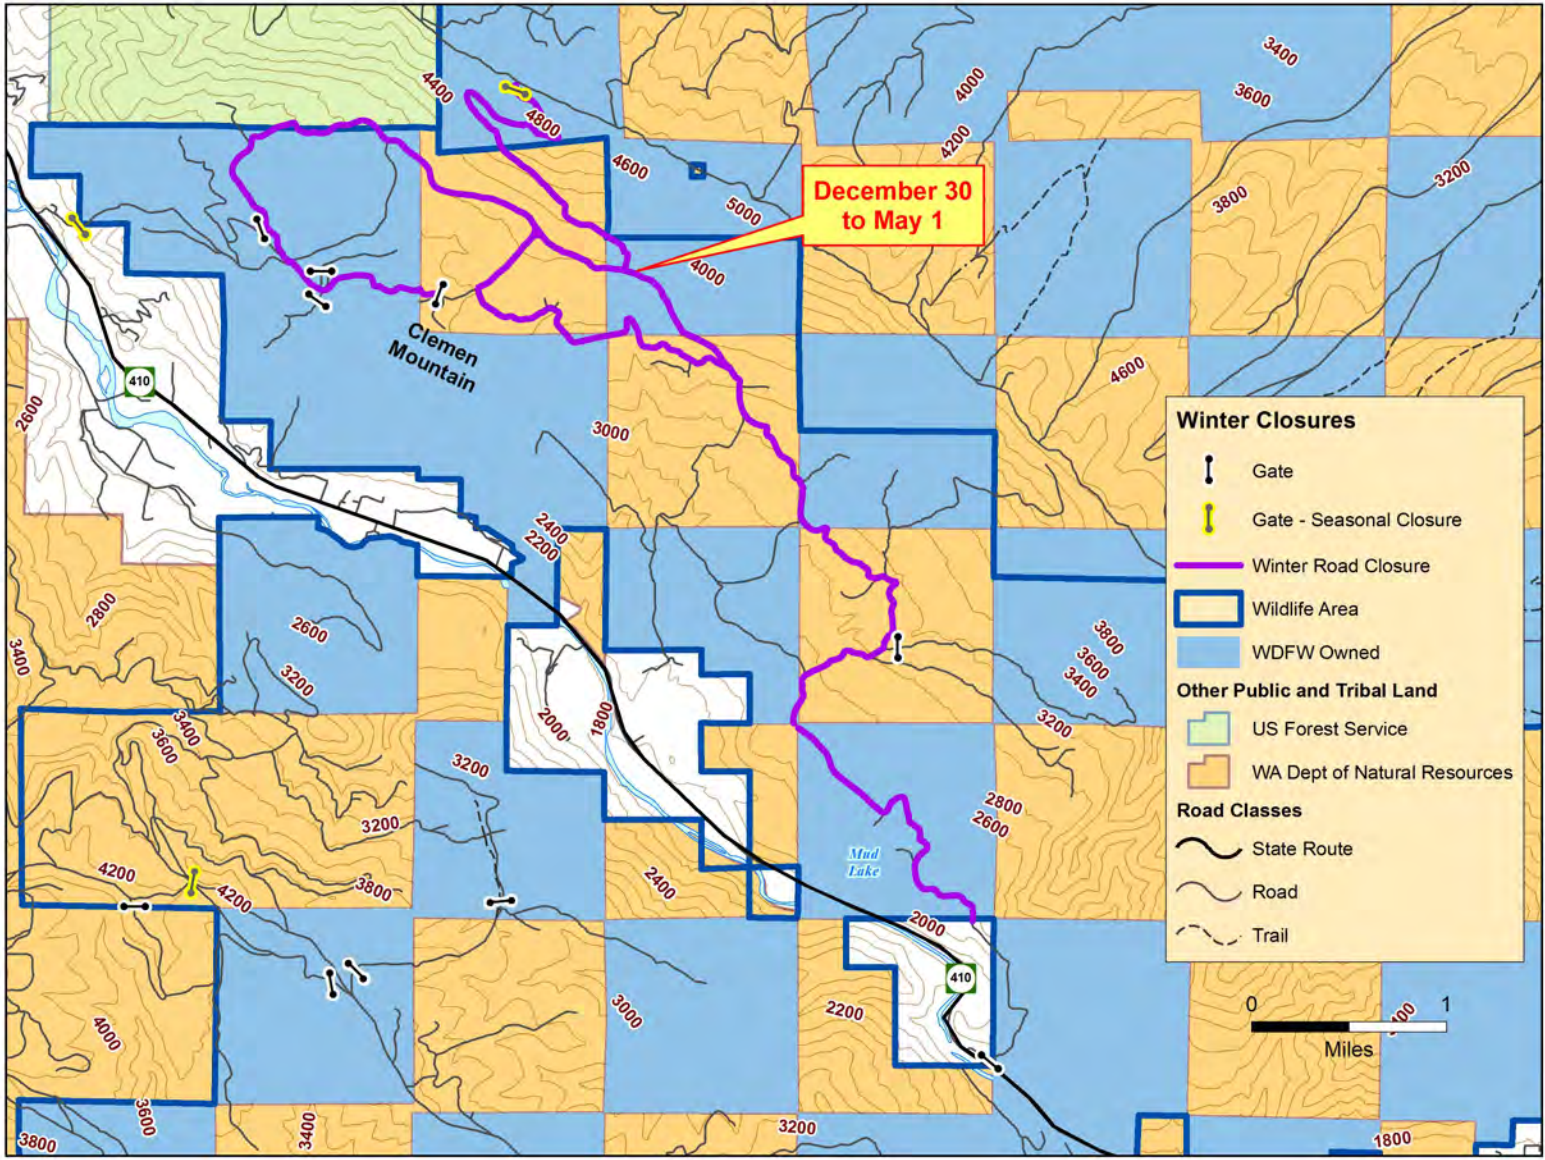 3400
4400
4000
3600
4800
4200
4600
3200
3800
December 30
to May 1
5000
4000
Clemen
Mountain
4600
410
2600
3000
Winter Closures
Gate
Gate - Seasonal Closure
Winter Road Closure
Wildlife Area
WDFW Owned
Other Public and Tribal Land
US Forest Service
WA Dept of Natural Resources
Road Classes
State Route
Road
Trail
2400
2200
2800
2600
3400
3200
3800
3600
3400
3200
3400
3600
2000
1800
3200
2800
2600
3200
Mud
Lake
4200
3800
4200
2400
2000
410
4000
3000
2200
0
1
Miles
3600
3400
3800
3200
1800